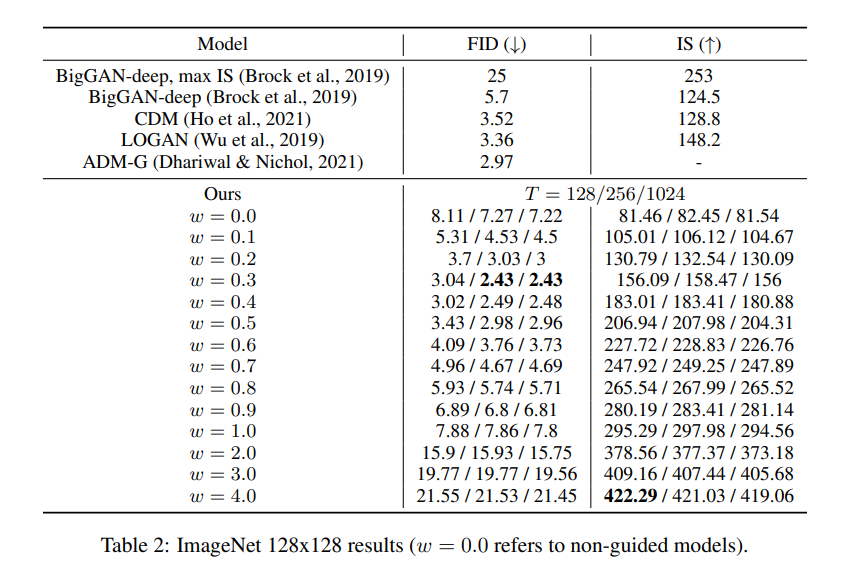 Model FID (↓) IS (↑)
BigGAN-deep, max IS (Brock et al., 2019) 25 253
BigGAN-deep (Brock et al., 2019) 5.7 124.5
CDM (Ho et al., 2021) 3.52 128.8
LOGAN (Wu et al., 2019) 3.36 148.2
ADM-G (Dhariwal & Nichol, 2021) 2.97 -
Ours T = 128/256/1024
w = 0.0 8.11 / 7.27 / 7.22 81.46 / 82.45 / 81.54
w = 0.1 5.31 / 4.53 / 4.5 105.01 / 106.12 / 104.67
w = 0.2 3.7 / 3.03 / 3 130.79 / 132.54 / 130.09
w = 0.3 3.04 / 2.43 / 2.43 156.09 / 158.47 / 156
w = 0.4 3.02 / 2.49 / 2.48 183.01 / 183.41 / 180.88
w = 0.5 3.43 / 2.98 / 2.96 206.94 / 207.98 / 204.31
w = 0.6 4.09 / 3.76 / 3.73 227.72 / 228.83 / 226.76
w = 0.7 4.96 / 4.67 / 4.69 247.92 / 249.25 / 247.89
w = 0.8 5.93 / 5.74 / 5.71 265.54 / 267.99 / 265.52
w = 0.9 6.89 / 6.8 / 6.81 280.19 / 283.41 / 281.14
w = 1.0 7.88 / 7.86 / 7.8 295.29 / 297.98 / 294.56
w = 2.0 15.9 / 15.93 / 15.75 378.56 / 377.37 / 373.18
w = 3.0 19.77 / 19.77 / 19.56 409.16 / 407.44 / 405.68
w = 4.0 21.55 / 21.53 / 21.45 422.29 / 421.03 / 419.06
Table 2: ImageNet 128x128 results (w = 0.0 refers to non-guided models).